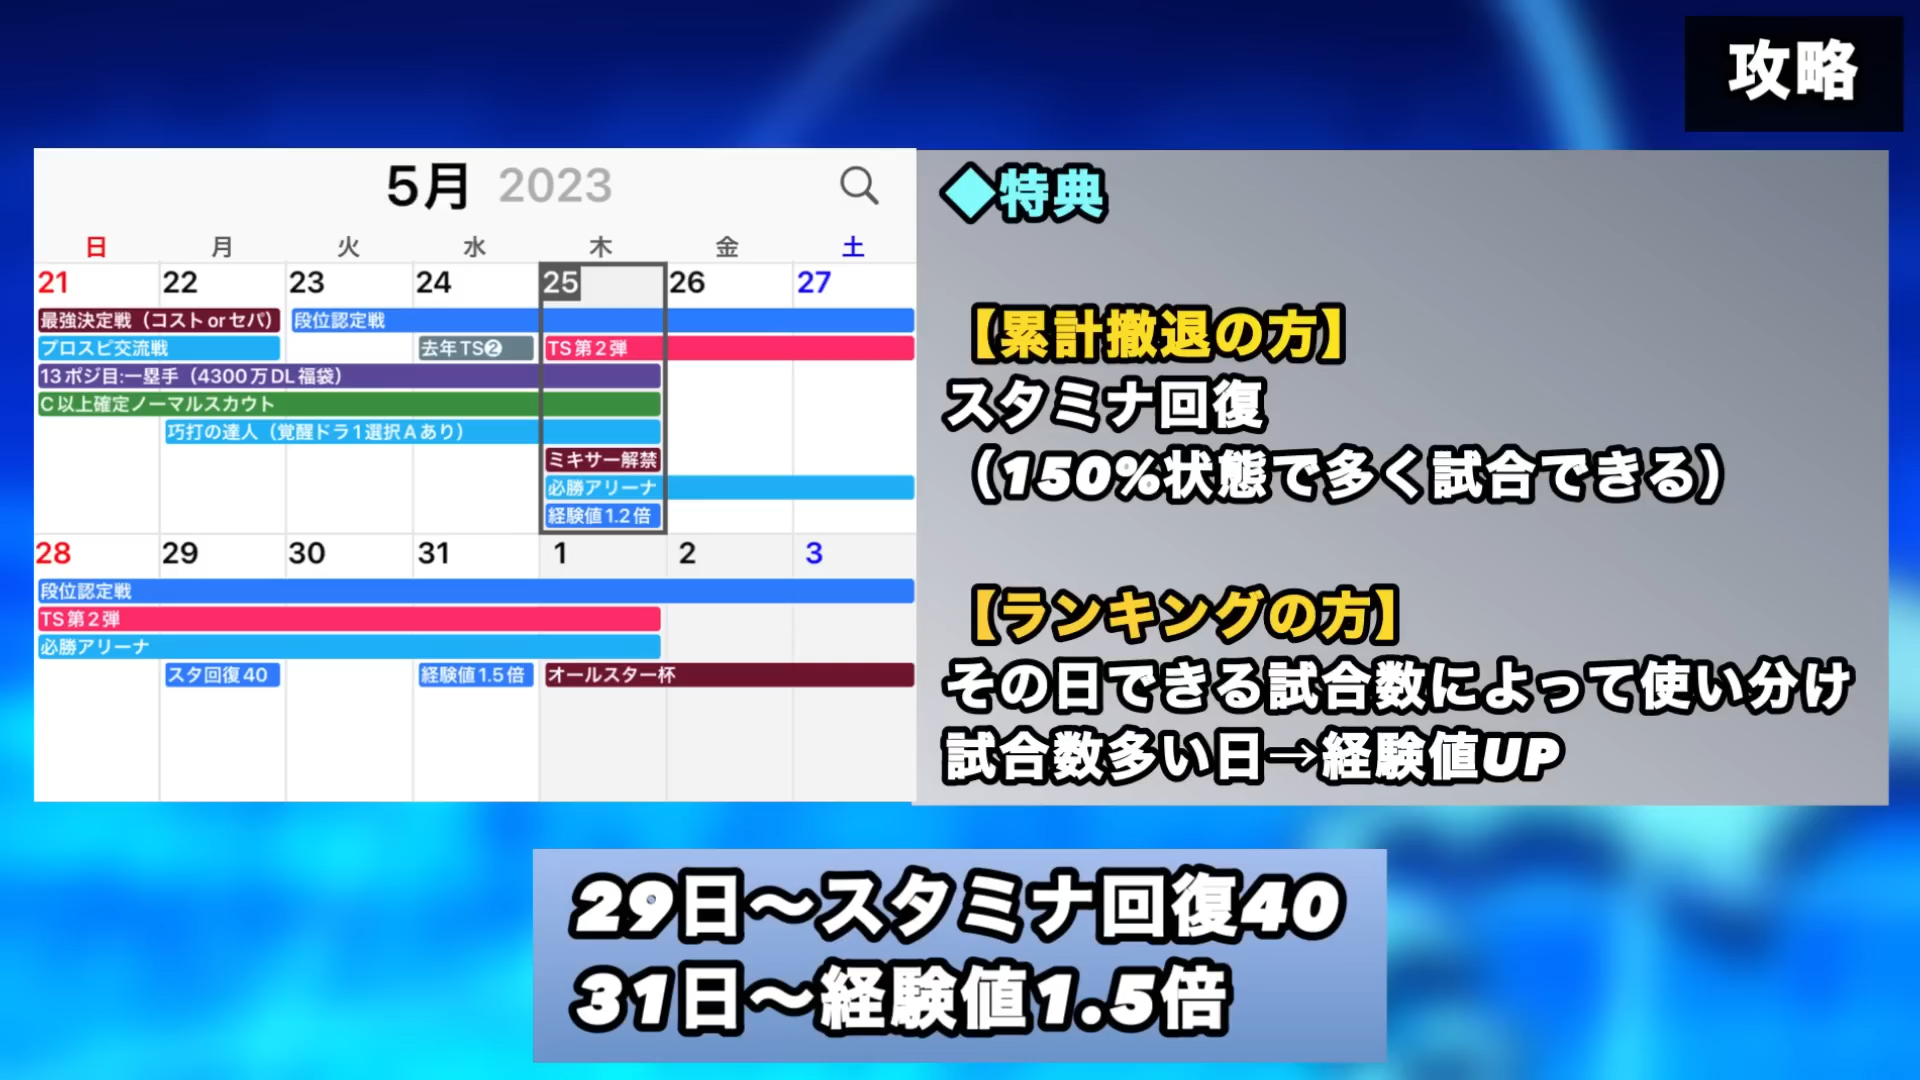 攻略
5月 2023
日 月 火 水 木 金 土
21 22 23 24 25 26 27
最強決定戦（コストorセパ） 段位認定戦
プロスピ交流戦 去年TS❷ TS第2弾
13ポジ目:一塁手（4300万DL福袋）
C以上確定ノーマルスカウト
巧打の達人（覚醒ドラ1選択Aあり）
ミキサー解禁
必勝アリーナ
経験値1.2倍
28 29 30 31 1 2 3
段位認定戦
TS第2弾
必勝アリーナ
スタ回復40 経験値1.5倍 オールスター杯
◆特典
【累計撤退の方】
スタミナ回復
（150%状態で多く試合できる）
【ランキングの方】
その日できる試合数によって使い分け
試合数多い日→経験値UP
29日～スタミナ回復40
31日～経験値1.5倍